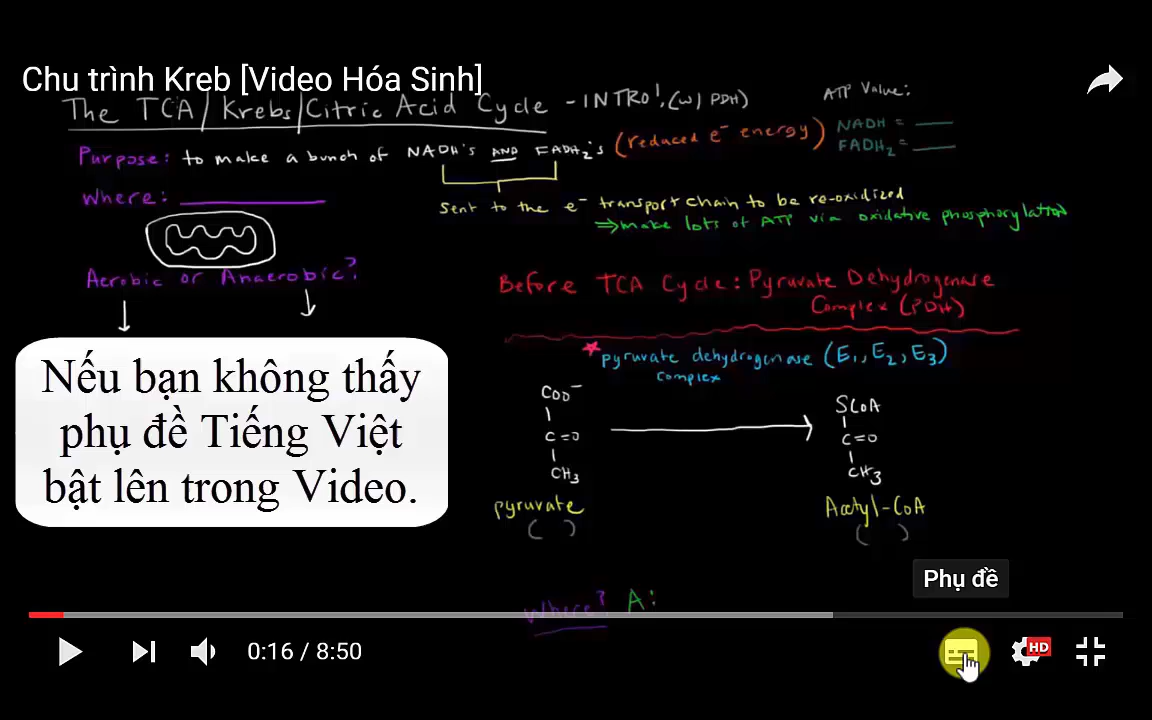 Chu trình Kreb [Video Hóa Sinh]
The TCA/Krebs/Citric Acid Cycle - INTRO! (w/ PDH)
ATP Value:
NADH = ____
FADH₂ = ____
Purpose: to make a bunch of NADH's AND FADH₂'s (reduced e⁻ energy)
Where: ____
Sent to the e⁻ transport chain to be re-oxidized
⇒ make lots of ATP via oxidative phosphorylation
Aerobic or Anaerobic?
Before TCA Cycle: Pyruvate Dehydrogenase
Complex (PDH)
Nếu bạn không thấy
phụ đề Tiếng Việt
bật lên trong Video.
pyruvate dehydrogenase (E₁, E₂, E₃)
complex
COO⁻
C=O
CH₃
pyruvate
( )
SCoA
C=O
CH₃
Acetyl-CoA
( )
Phụ đề
Where? A:
0:16 / 8:50
HD